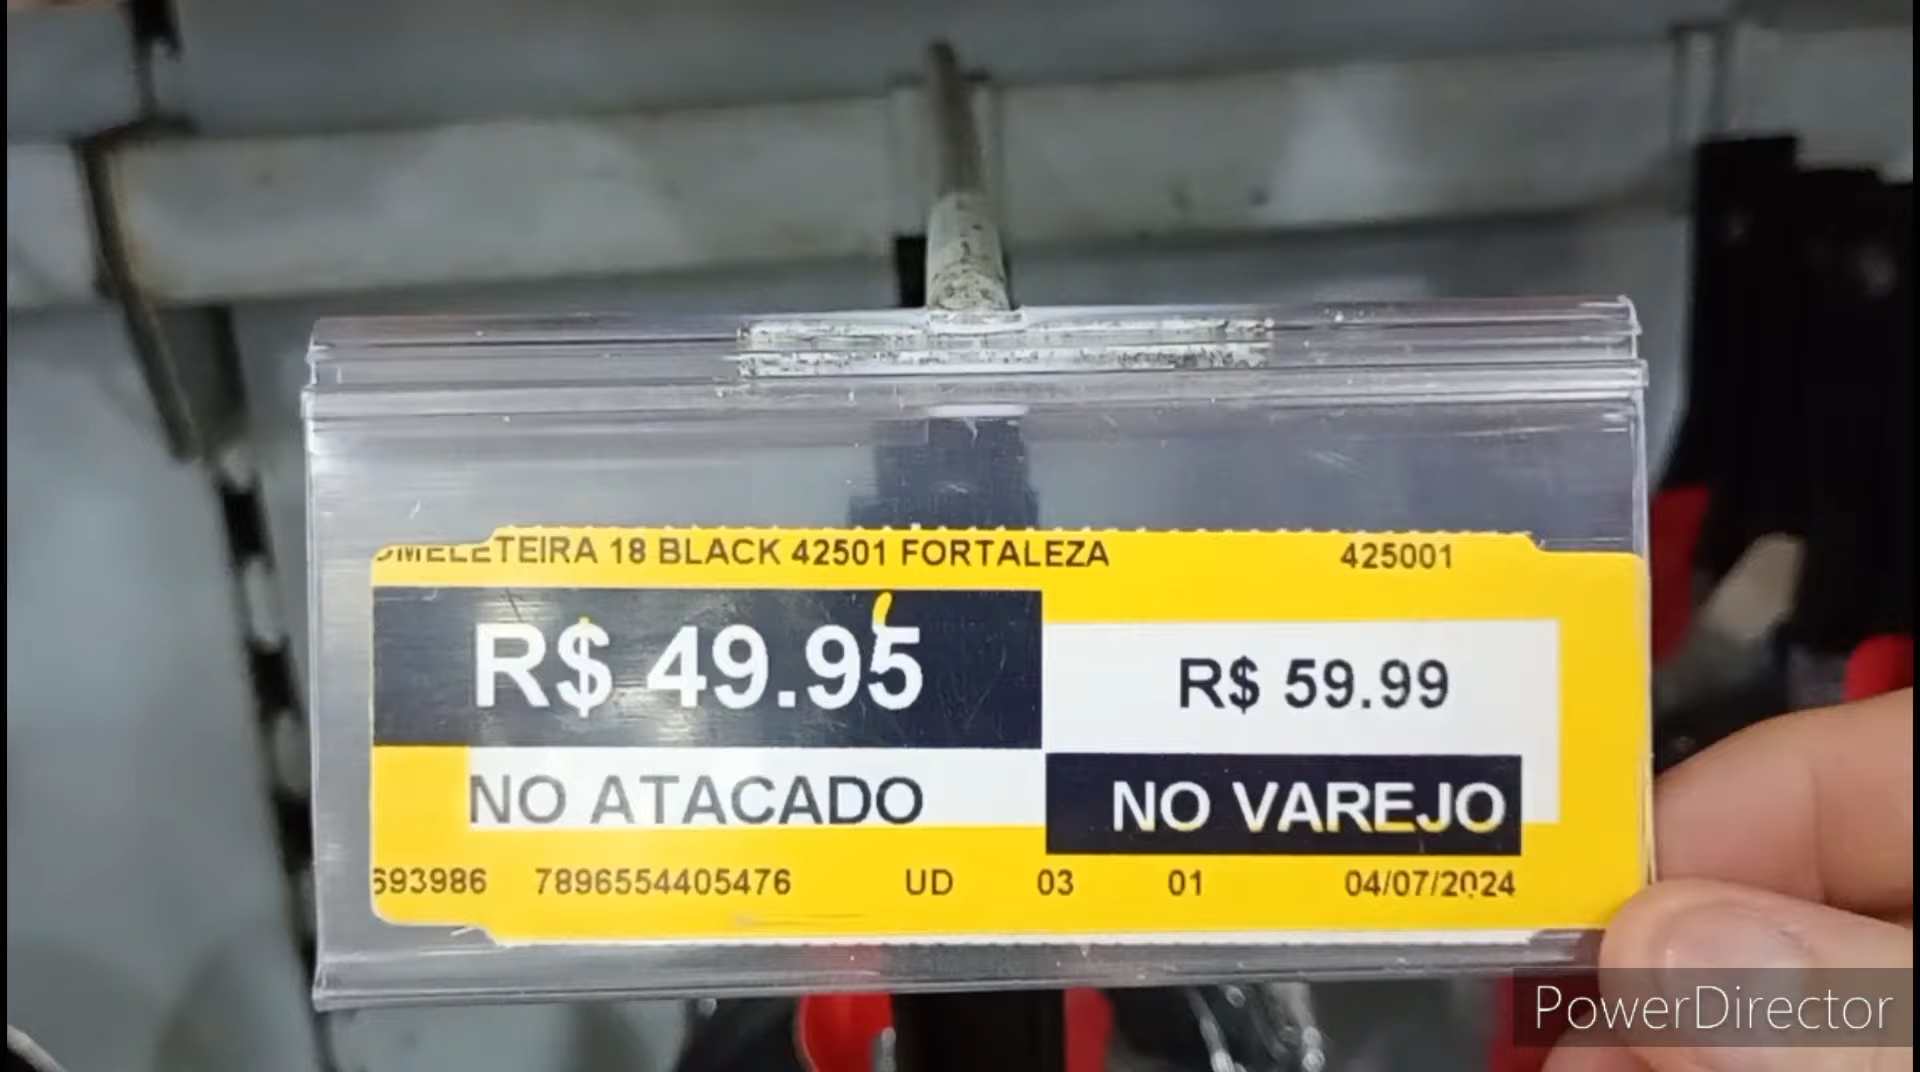 OMELETEIRA 18 BLACK 42501 FORTALEZA 425001
R$ 49.95
NO ATACADO
R$ 59.99
NO VAREJO
693986 7896554405476 UD 03 01 04/07/2024
PowerDirector